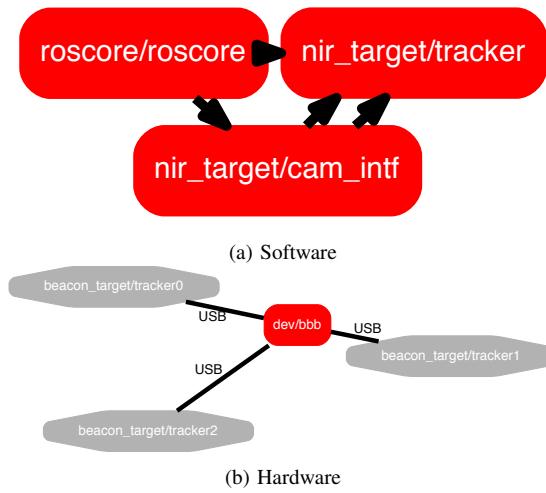 roscore/roscore
nir_target/tracker
nir_target/cam_intf
(a) Software
beacon_target/tracker0
USB
dev/bbb
USB
beacon_target/tracker1
USB
beacon_target/tracker2
(b) Hardware